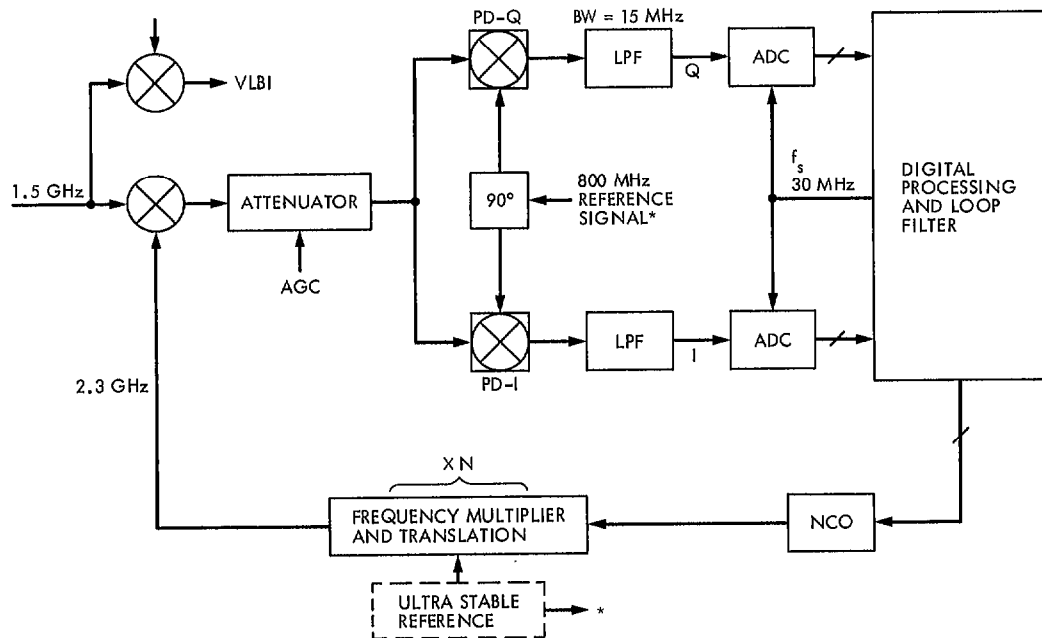 PD-Q
BW = 15 MHz
VLBI
LPF
Q
ADC
1.5 GHz
ATTENUATOR
AGC
90°
800 MHz
REFERENCE
SIGNAL*
f_s
30 MHz
DIGITAL
PROCESSING
AND LOOP
FILTER
PD-I
LPF
I
ADC
2.3 GHz
X N
FREQUENCY MULTIPLIER
AND TRANSLATION
NCO
ULTRA STABLE
REFERENCE
*